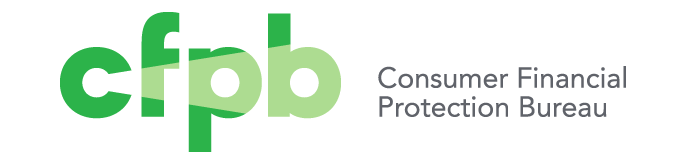 cfpb
Consumer Financial
Protection Bureau